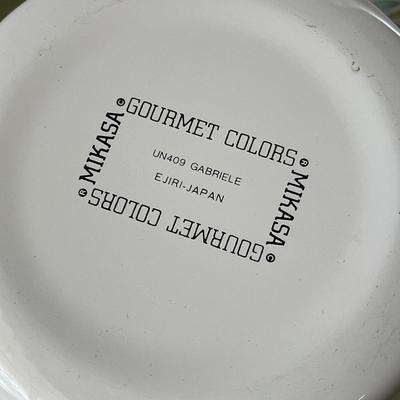 GOURMET COLORS®
MIKASA®
UN409 GABRIELE
EJIRI-JAPAN
MIKASA®
GOURMET COLORS®